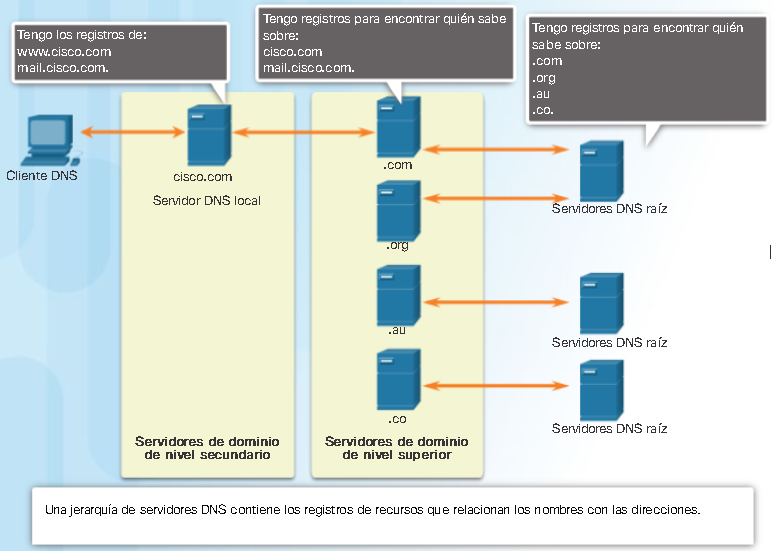 Tengo los registros de:
www.cisco.com
mail.cisco.com.
Tengo registros para encontrar quién sabe
sobre:
cisco.com
mail.cisco.com.
Tengo registros para encontrar quién
sabe sobre:
.com
.org
.au
.co.
Cliente DNS
cisco.com
Servidor DNS local
.com
.org
.au
.co
Servidores DNS raíz
Servidores DNS raíz
Servidores DNS raíz
Servidores de dominio
de nivel secundario
Servidores de dominio
de nivel superior
Una jerarquía de servidores DNS contiene los registros de recursos que relacionan los nombres con las direcciones.